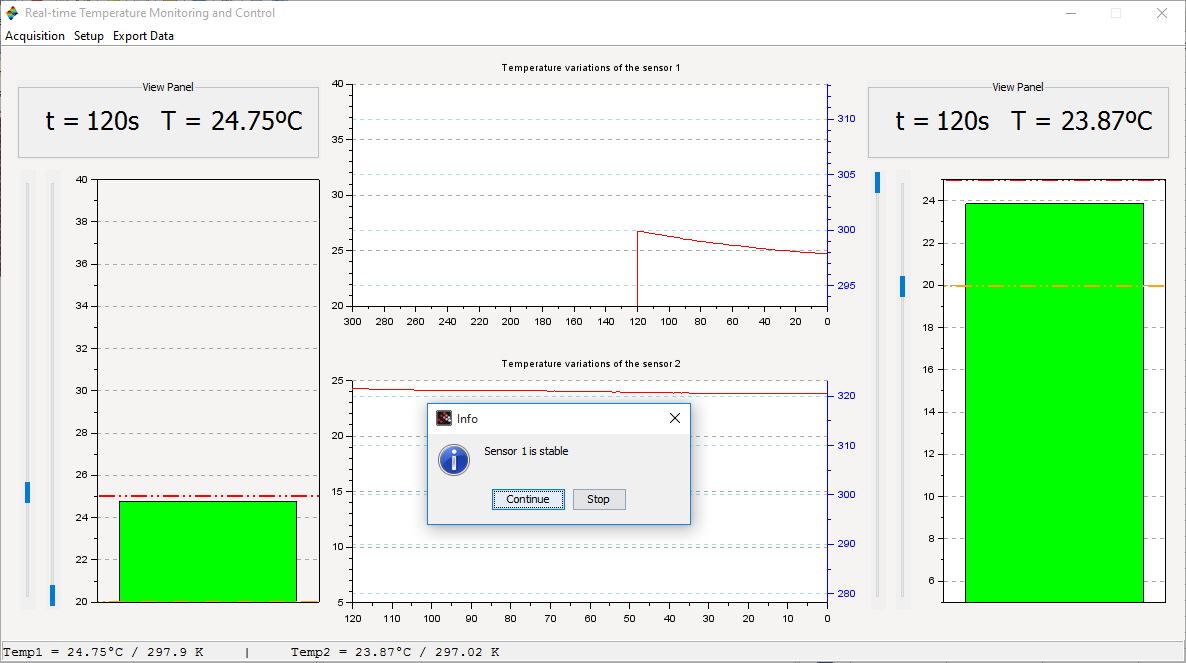 Real-time Temperature Monitoring and Control
Acquisition Setup Export Data
View Panel
t = 120s T = 24.75ºC
40
38
36
34
32
30
28
26
24
22
20
Temperature variations of the sensor 1
40
35
30
25
20
310
305
300
295
300 280 260 240 220 200 180 160 140 120 100 80 60 40 20 0
Temperature variations of the sensor 2
25
20
15
10
5
320
310
300
290
280
120 110 100 90 80 70 60 50 40 30 20 10 0
Info
Sensor 1 is stable
Continue Stop
View Panel
t = 120s T = 23.87ºC
24
22
20
18
16
14
12
10
8
6
Temp1 = 24.75ºC / 297.9 K | Temp2 = 23.87ºC / 297.02 K